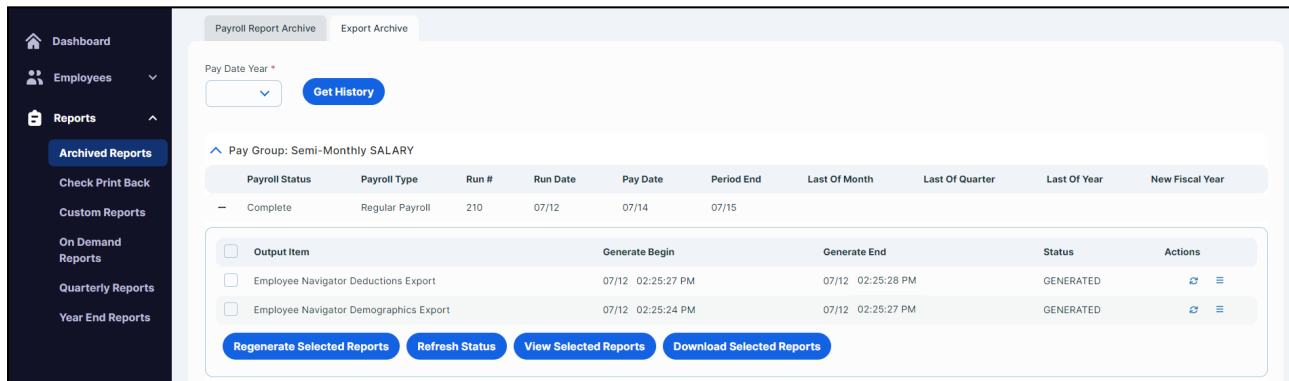 Dashboard
Employees
Reports
Archived Reports
Check Print Back
Custom Reports
On Demand
Reports
Quarterly Reports
Year End Reports
Payroll Report Archive Export Archive
Pay Date Year *
Get History
Pay Group: Semi-Monthly SALARY
Payroll Status Payroll Type Run # Run Date Pay Date Period End Last Of Month Last Of Quarter Last Of Year New Fiscal Year
Complete Regular Payroll 210 07/12 07/14 07/15
Output Item Generate Begin Generate End Status Actions
Employee Navigator Deductions Export 07/12 02:25:27 PM 07/12 02:25:28 PM GENERATED
Employee Navigator Demographics Export 07/12 02:25:24 PM 07/12 02:25:27 PM GENERATED
Regenerate Selected Reports Refresh Status View Selected Reports Download Selected Reports